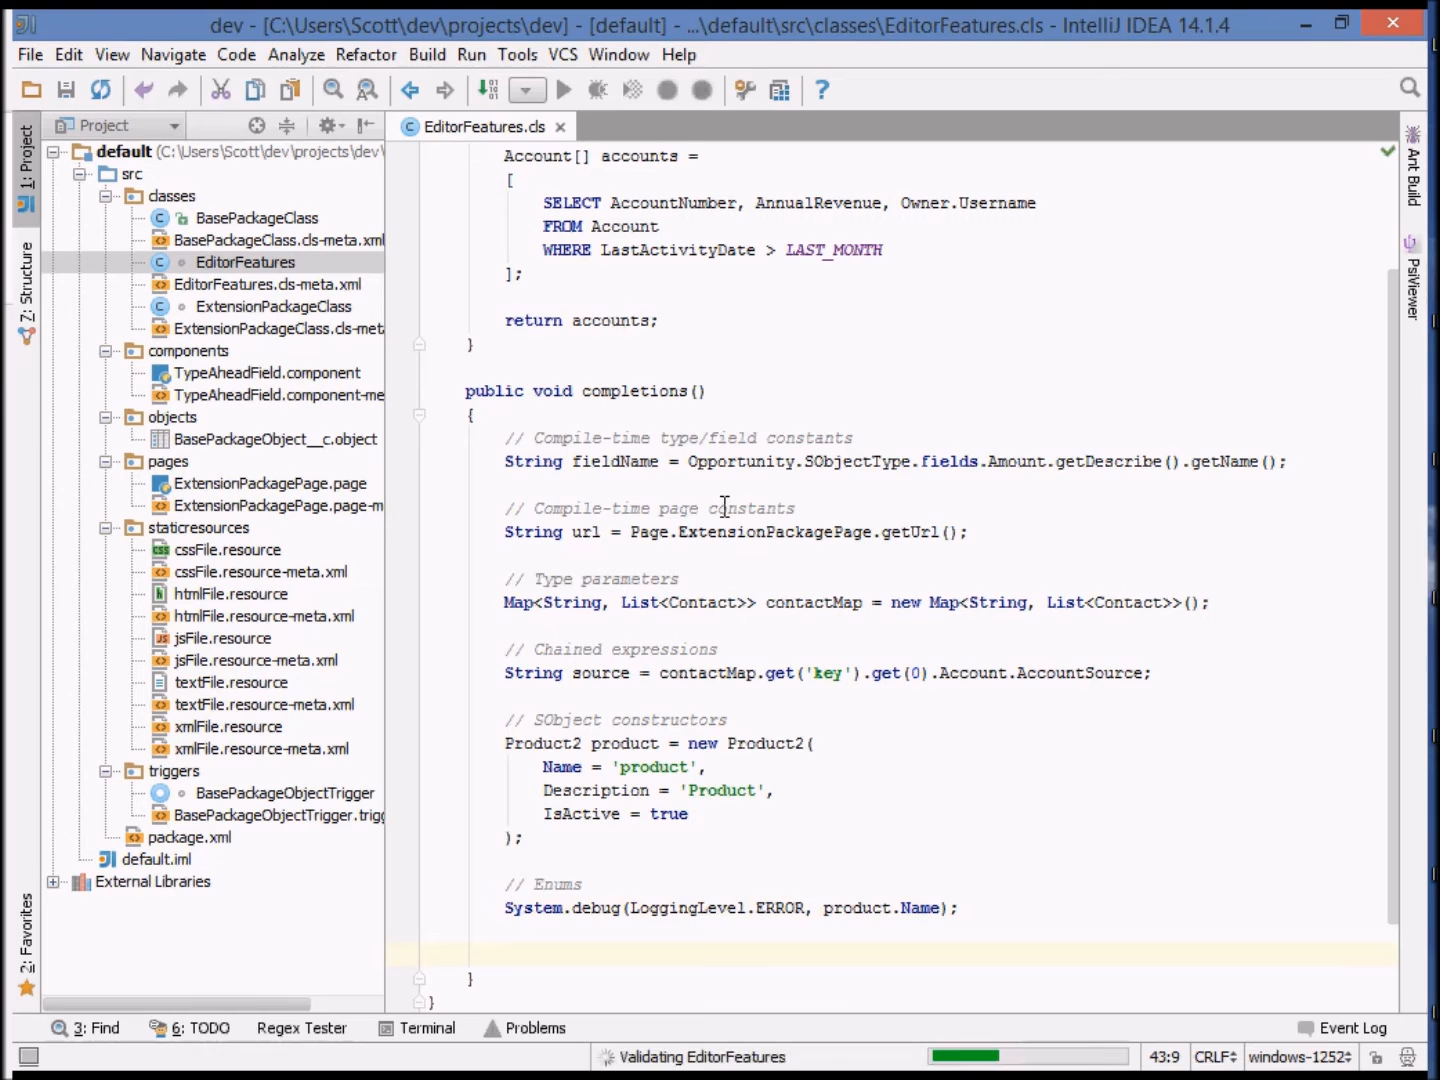 dev - [C:\Users\Scott\dev\projects\dev] - [default] - ...\default\src\classes\EditorFeatures.cls - IntelliJ IDEA 14.1.4
File Edit View Navigate Code Analyze Refactor Build Run Tools VCS Window Help
Project
EditorFeatures.cls
1: Project
Z: Structure
2: Favorites
default (C:\Users\Scott\dev\projects\dev\
src
classes
BasePackageClass
BasePackageClass.cls-meta.xml
EditorFeatures
EditorFeatures.cls-meta.xml
ExtensionPackageClass
ExtensionPackageClass.cls-meta
components
TypeAheadField.component
TypeAheadField.component-me
objects
BasePackageObject__c.object
pages
ExtensionPackagePage.page
ExtensionPackagePage.page-m
staticresources
cssFile.resource
cssFile.resource-meta.xml
htmlFile.resource
htmlFile.resource-meta.xml
jsFile.resource
jsFile.resource-meta.xml
textFile.resource
textFile.resource-meta.xml
xmlFile.resource
xmlFile.resource-meta.xml
triggers
BasePackageObjectTrigger
BasePackageObjectTrigger.trigg
package.xml
default.iml
External Libraries
Account[] accounts =
[
SELECT AccountNumber, AnnualRevenue, Owner.Username
FROM Account
WHERE LastActivityDate > LAST_MONTH
];
return accounts;
}
public void completions()
{
// Compile-time type/field constants
String fieldName = Opportunity.SObjectType.fields.Amount.getDescribe().getName();
// Compile-time page constants
String url = Page.ExtensionPackagePage.getUrl();
// Type parameters
Map<String, List<Contact>> contactMap = new Map<String, List<Contact>>();
// Chained expressions
String source = contactMap.get('key').get(0).Account.AccountSource;
// SObject constructors
Product2 product = new Product2(
Name = 'product',
Description = 'Product',
IsActive = true
);
// Enums
System.debug(LoggingLevel.ERROR, product.Name);
}
}
Ant Build
PsiViewer
3: Find 6: TODO Regex Tester Terminal Problems Event Log
Validating EditorFeatures 43:9 CRLF windows-1252